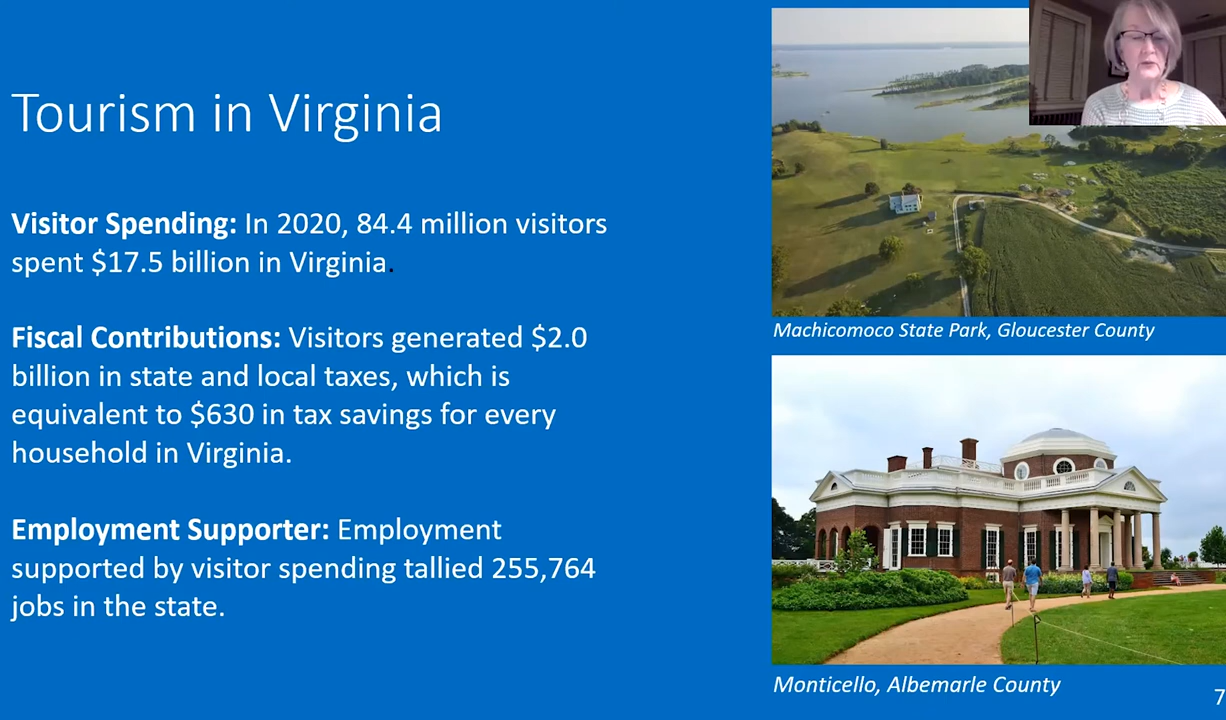 Tourism in Virginia
Visitor Spending: In 2020, 84.4 million visitors
spent $17.5 billion in Virginia.
Fiscal Contributions: Visitors generated $2.0
billion in state and local taxes, which is
equivalent to $630 in tax savings for every
household in Virginia.
Employment Supporter: Employment
supported by visitor spending tallied 255,764
jobs in the state.
Machicomoco State Park, Gloucester County
Monticello, Albemarle County
7